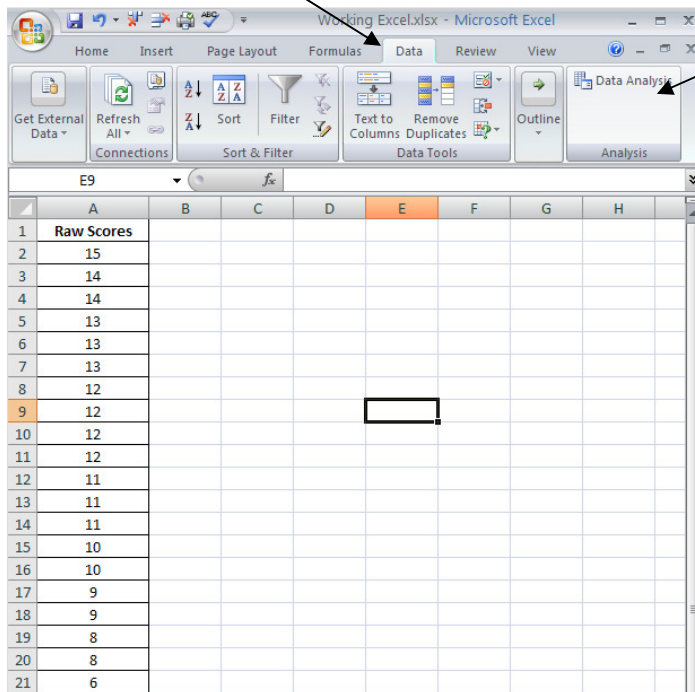 ABC
Working Excel.xlsx - Microsoft Excel
Home Insert Page Layout Formulas Data Review View
Get External Data
Refresh All
Connections
A Z
Z A
A Z Z A
Sort
Filter
Sort & Filter
Text to Columns
Remove Duplicates
Data Tools
Outline
Data Analysis
Analysis
E9 fx
A B C D E F G H
1 Raw Scores
2 15
3 14
4 14
5 13
6 13
7 13
8 12
9 12
10 12
11 12
12 11
13 11
14 11
15 10
16 10
17 9
18 9
19 8
20 8
21 6